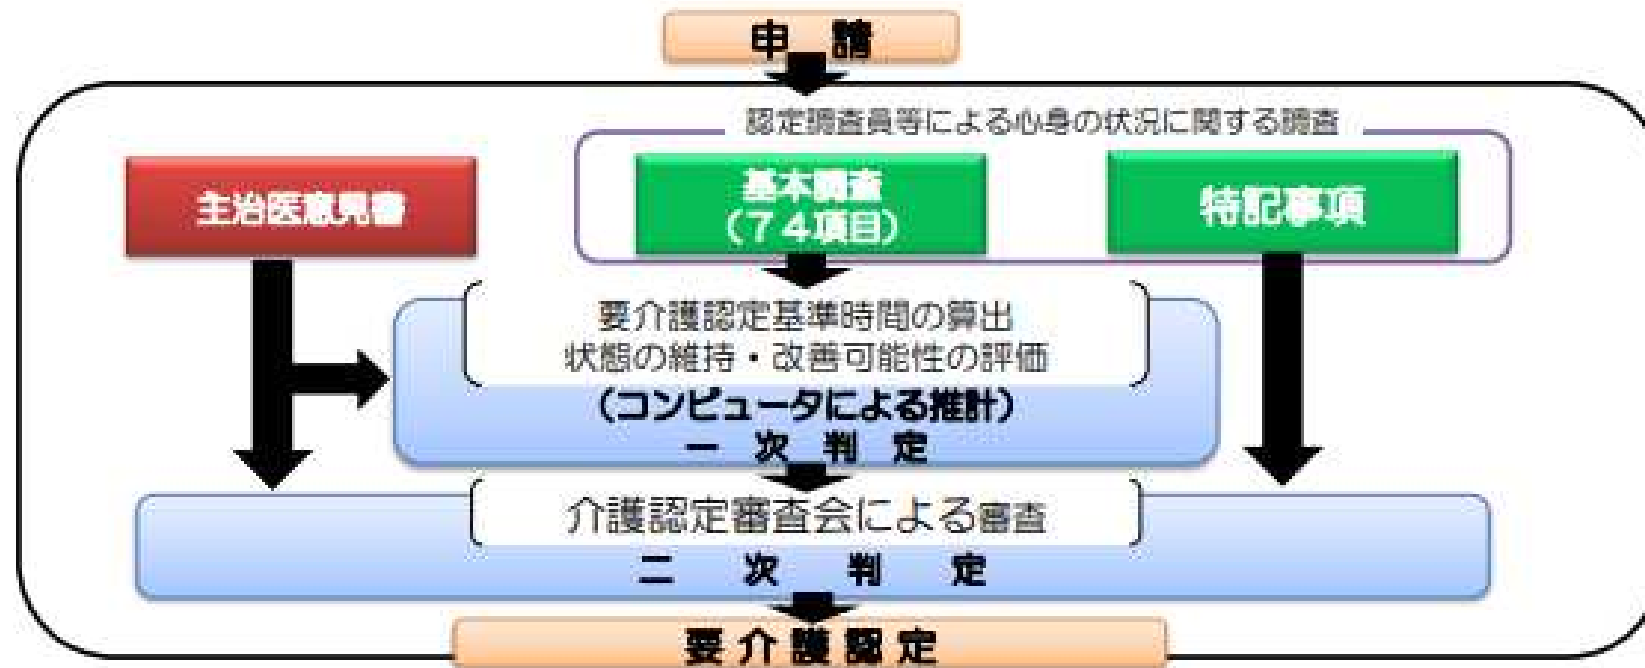 申 請
認定調査員等による心身の状況に関する調査
主治医意見書
基本調査
（７４項目）
特記事項
要介護認定基準時間の算出
状態の維持・改善可能性の評価
（コンピュータによる推計）
一 次 判 定
介護認定審査会による審査
二 次 判 定
要 介 護 認 定